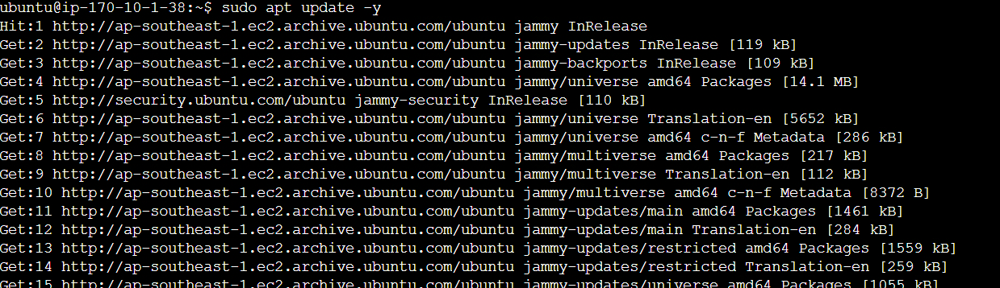 ubuntu@ip-170-10-1-38:~$ sudo apt update -y
Hit:1 http://ap-southeast-1.ec2.archive.ubuntu.com/ubuntu jammy InRelease
Get:2 http://ap-southeast-1.ec2.archive.ubuntu.com/ubuntu jammy-updates InRelease [119 kB]
Get:3 http://ap-southeast-1.ec2.archive.ubuntu.com/ubuntu jammy-backports InRelease [109 kB]
Get:4 http://ap-southeast-1.ec2.archive.ubuntu.com/ubuntu jammy/universe amd64 Packages [14.1 MB]
Get:5 http://security.ubuntu.com/ubuntu jammy-security InRelease [110 kB]
Get:6 http://ap-southeast-1.ec2.archive.ubuntu.com/ubuntu jammy/universe Translation-en [5652 kB]
Get:7 http://ap-southeast-1.ec2.archive.ubuntu.com/ubuntu jammy/universe amd64 c-n-f Metadata [286 kB]
Get:8 http://ap-southeast-1.ec2.archive.ubuntu.com/ubuntu jammy/multiverse amd64 Packages [217 kB]
Get:9 http://ap-southeast-1.ec2.archive.ubuntu.com/ubuntu jammy/multiverse Translation-en [112 kB]
Get:10 http://ap-southeast-1.ec2.archive.ubuntu.com/ubuntu jammy/multiverse amd64 c-n-f Metadata [8372 B]
Get:11 http://ap-southeast-1.ec2.archive.ubuntu.com/ubuntu jammy-updates/main amd64 Packages [1461 kB]
Get:12 http://ap-southeast-1.ec2.archive.ubuntu.com/ubuntu jammy-updates/main Translation-en [284 kB]
Get:13 http://ap-southeast-1.ec2.archive.ubuntu.com/ubuntu jammy-updates/restricted amd64 Packages [1559 kB]
Get:14 http://ap-southeast-1.ec2.archive.ubuntu.com/ubuntu jammy-updates/restricted Translation-en [259 kB]
Get:15 http://ap-southeast-1.ec2.archive.ubuntu.com/ubuntu jammy-updates/universe amd64 Packages [1055 kB]